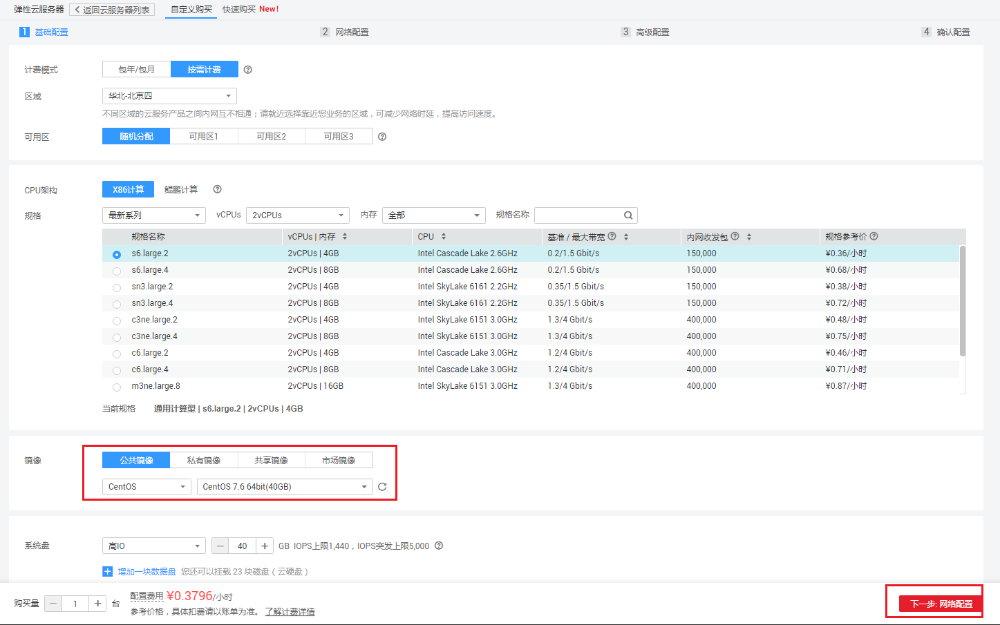 弹性云服务器 返回云服务器列表 自定义购买 快速购买 New!
1 基础配置 2 网络配置 3 高级配置 4 确认配置
计费模式 包年/包月 按需计费
区域 华北-北京四
不同区域的云服务产品之间内网互不相通；请就近选择靠近您业务的区域，可减少网络时延，提高访问速度。
可用区 随机分配 可用区1 可用区2 可用区3
CPU架构 X86计算 鲲鹏计算
规格 最新系列 vCPUs 2vCPUs 内存 全部 规格名称
规格名称 vCPUs | 内存 CPU 基准 / 最大带宽 内网收发包 规格参考价
s6.large.2 2vCPUs | 4GB Intel Cascade Lake 2.6GHz 0.2/1.5 Gbit/s 150,000 ¥0.36/小时
s6.large.4 2vCPUs | 8GB Intel Cascade Lake 2.6GHz 0.2/1.5 Gbit/s 150,000 ¥0.68/小时
sn3.large.2 2vCPUs | 4GB Intel SkyLake 6161 2.2GHz 0.35/1.5 Gbit/s 150,000 ¥0.38/小时
sn3.large.4 2vCPUs | 8GB Intel SkyLake 6161 2.2GHz 0.35/1.5 Gbit/s 150,000 ¥0.72/小时
c3ne.large.2 2vCPUs | 4GB Intel SkyLake 6151 3.0GHz 1.3/4 Gbit/s 400,000 ¥0.48/小时
c3ne.large.4 2vCPUs | 8GB Intel SkyLake 6151 3.0GHz 1.3/4 Gbit/s 400,000 ¥0.75/小时
c6.large.2 2vCPUs | 4GB Intel Cascade Lake 3.0GHz 1.2/4 Gbit/s 400,000 ¥0.46/小时
c6.large.4 2vCPUs | 8GB Intel Cascade Lake 3.0GHz 1.2/4 Gbit/s 400,000 ¥0.71/小时
m3ne.large.8 2vCPUs | 16GB Intel SkyLake 6151 3.0GHz 1.3/4 Gbit/s 400,000 ¥0.87/小时
当前规格 通用计算型 | s6.large.2 | 2vCPUs | 4GB
镜像 公共镜像 私有镜像 共享镜像 市场镜像
CentOS CentOS 7.6 64bit(40GB)
系统盘 高IO − 40 + GB IOPS上限1,440，IOPS突发上限5,000
+ 增加一块数据盘 您还可以挂载 23 块磁盘（云硬盘）
购买量 − 1 + 台 配置费用 ¥0.3796/小时
参考价格，具体扣费请以账单为准。 了解计费详情
下一步: 网络配置